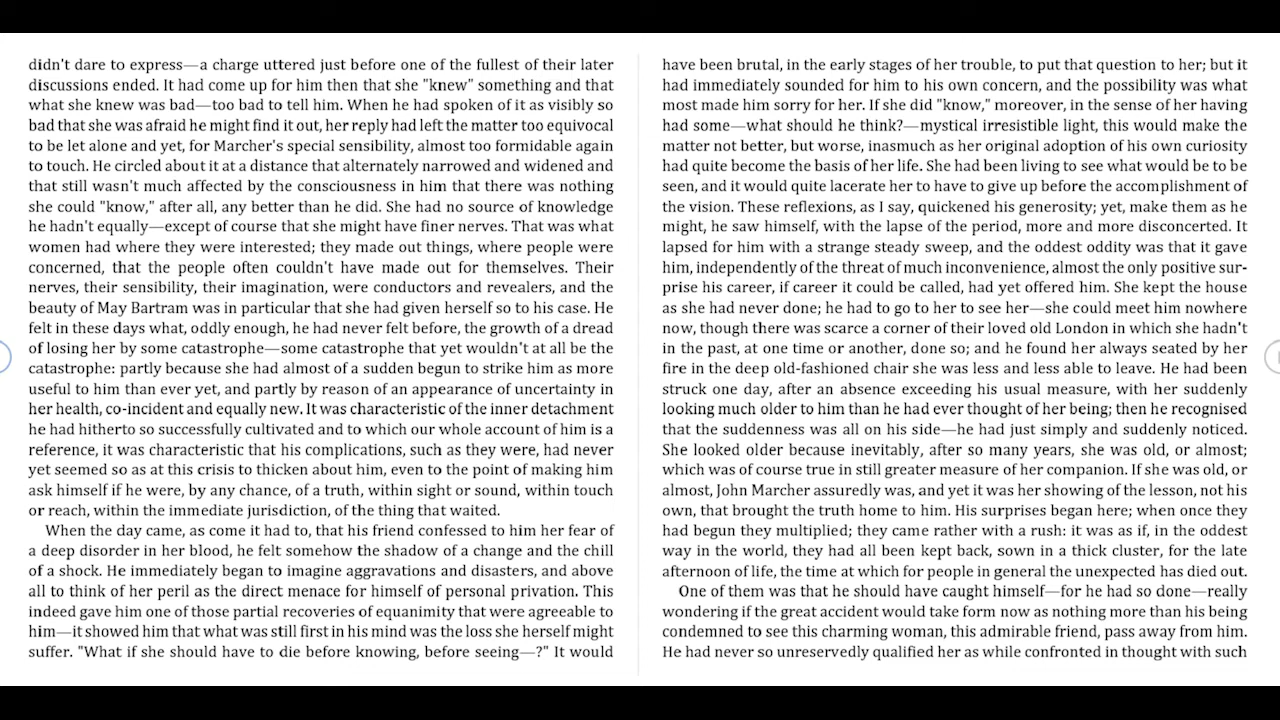 didn't dare to express—a charge uttered just before one of the fullest of their later
discussions ended. It had come up for him then that she "knew" something and that
what she knew was bad—too bad to tell him. When he had spoken of it as visibly so
bad that she was afraid he might find it out, her reply had left the matter too equivocal
to be let alone and yet, for Marcher's special sensibility, almost too formidable again
to touch. He circled about it at a distance that alternately narrowed and widened and
that still wasn't much affected by the consciousness in him that there was nothing
she could "know," after all, any better than he did. She had no source of knowledge
he hadn't equally—except of course that she might have finer nerves. That was what
women had where they were interested; they made out things, where people were
concerned, that the people often couldn't have made out for themselves. Their
nerves, their sensibility, their imagination, were conductors and revealers, and the
beauty of May Bartram was in particular that she had given herself so to his case. He
felt in these days what, oddly enough, he had never felt before, the growth of a dread
of losing her by some catastrophe—some catastrophe that yet wouldn't at all be the
catastrophe: partly because she had almost of a sudden begun to strike him as more
useful to him than ever yet, and partly by reason of an appearance of uncertainty in
her health, co-incident and equally new. It was characteristic of the inner detachment
he had hitherto so successfully cultivated and to which our whole account of him is a
reference, it was characteristic that his complications, such as they were, had never
yet seemed so as at this crisis to thicken about him, even to the point of making him
ask himself if he were, by any chance, of a truth, within sight or sound, within touch
or reach, within the immediate jurisdiction, of the thing that waited.
When the day came, as come it had to, that his friend confessed to him her fear of
a deep disorder in her blood, he felt somehow the shadow of a change and the chill
of a shock. He immediately began to imagine aggravations and disasters, and above
all to think of her peril as the direct menace for himself of personal privation. This
indeed gave him one of those partial recoveries of equanimity that were agreeable to
him—it showed him that what was still first in his mind was the loss she herself might
suffer. "What if she should have to die before knowing, before seeing—?" It would
have been brutal, in the early stages of her trouble, to put that question to her; but it
had immediately sounded for him to his own concern, and the possibility was what
most made him sorry for her. If she did "know," moreover, in the sense of her having
had some—what should he think?—mystical irresistible light, this would make the
matter not better, but worse, inasmuch as her original adoption of his own curiosity
had quite become the basis of her life. She had been living to see what would be to be
seen, and it would quite lacerate her to have to give up before the accomplishment of
the vision. These reflexions, as I say, quickened his generosity; yet, make them as he
might, he saw himself, with the lapse of the period, more and more disconcerted. It
lapsed for him with a strange steady sweep, and the oddest oddity was that it gave
him, independently of the threat of much inconvenience, almost the only positive sur-
prise his career, if career it could be called, had yet offered him. She kept the house
as she had never done; he had to go to her to see her—she could meet him nowhere
now, though there was scarce a corner of their loved old London in which she hadn't
in the past, at one time or another, done so; and he found her always seated by her
fire in the deep old-fashioned chair she was less and less able to leave. He had been
struck one day, after an absence exceeding his usual measure, with her suddenly
looking much older to him than he had ever thought of her being; then he recognised
that the suddenness was all on his side—he had just simply and suddenly noticed.
She looked older because inevitably, after so many years, she was old, or almost;
which was of course true in still greater measure of her companion. If she was old, or
almost, John Marcher assuredly was, and yet it was her showing of the lesson, not his
own, that brought the truth home to him. His surprises began here; when once they
had begun they multiplied; they came rather with a rush: it was as if, in the oddest
way in the world, they had all been kept back, sown in a thick cluster, for the late
afternoon of life, the time at which for people in general the unexpected has died out.
One of them was that he should have caught himself—for he had so done—really
wondering if the great accident would take form now as nothing more than his being
condemned to see this charming woman, this admirable friend, pass away from him.
He had never so unreservedly qualified her as while confronted in thought with such